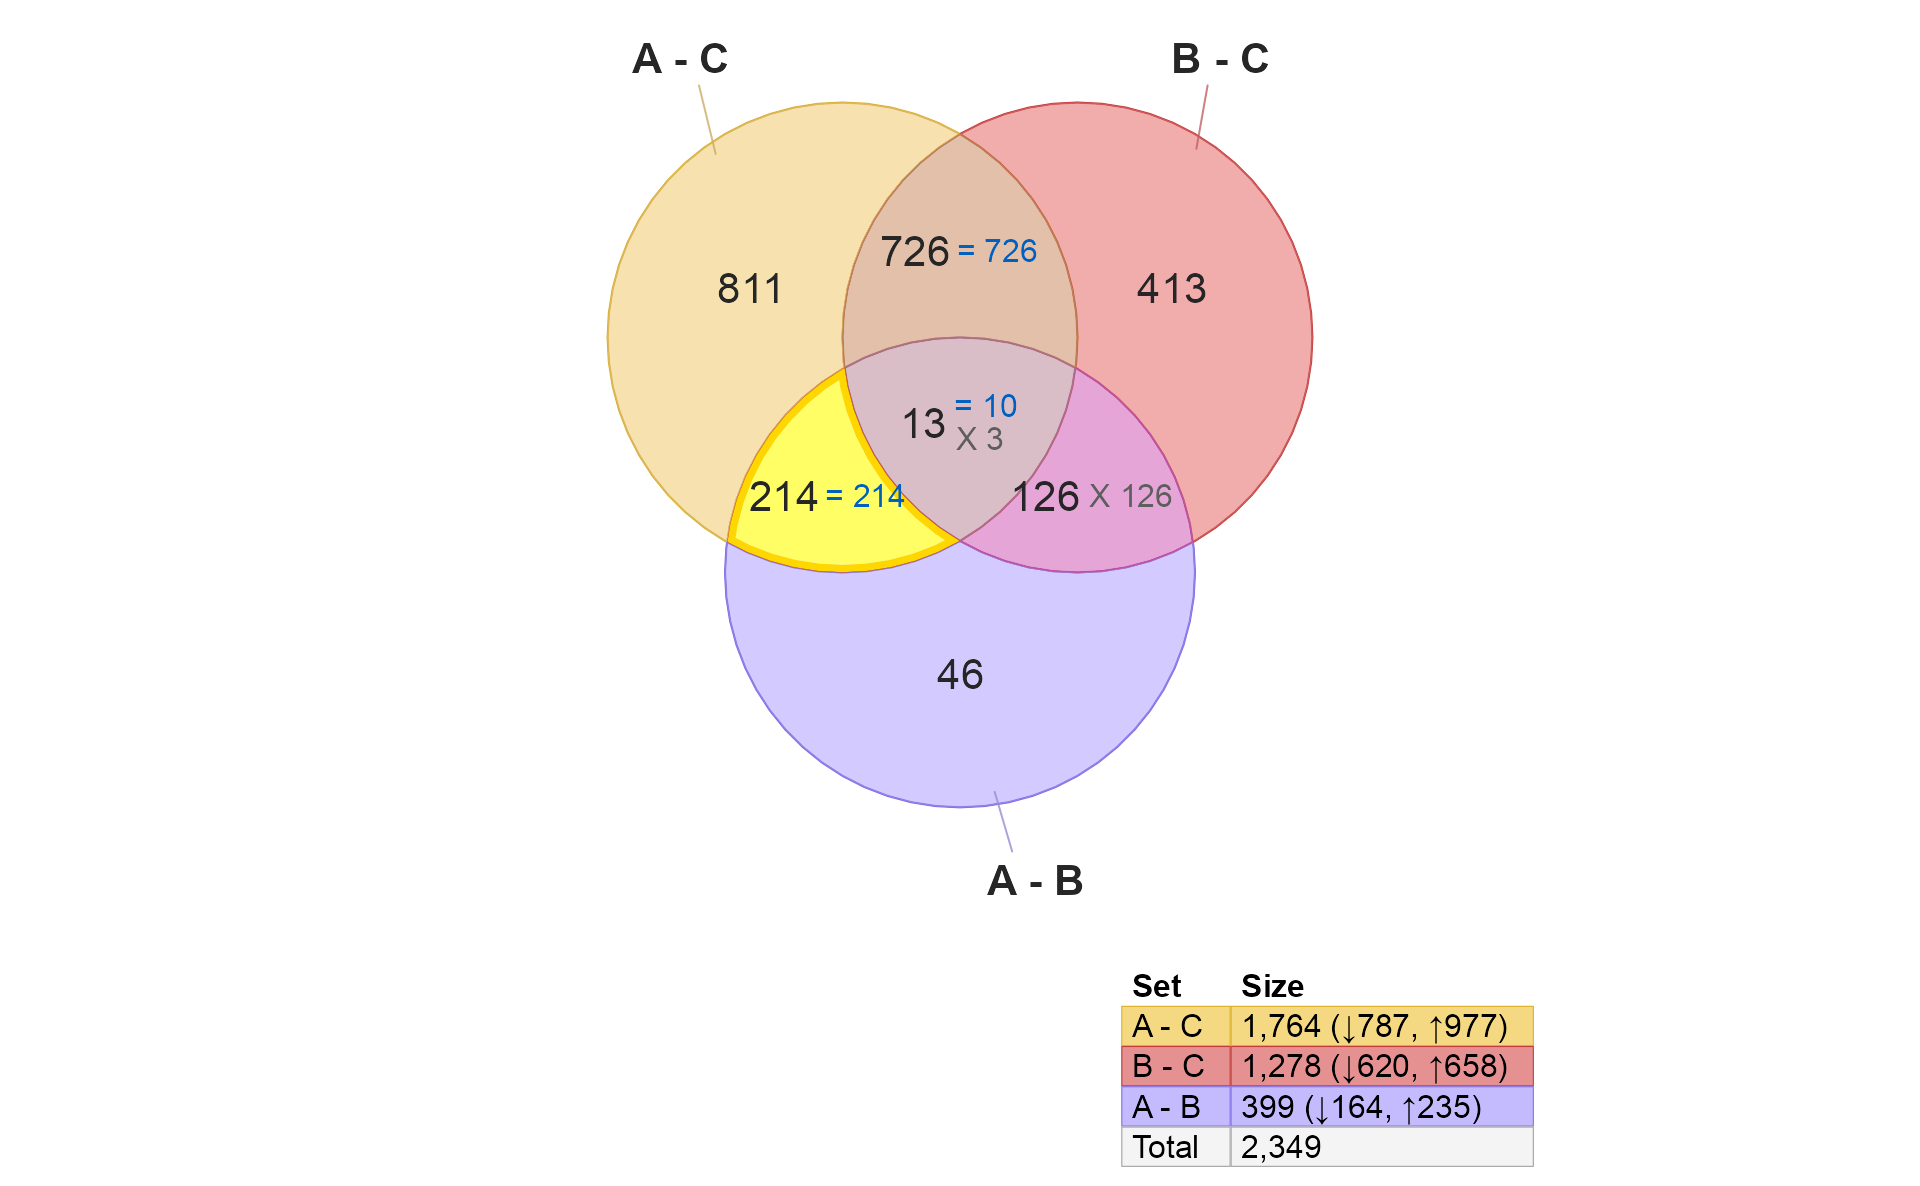 A - C
B - C
726 = 726
811
413
13 = 10
X 3
214 = 214
126 X 126
46
A - B
Set Size
A - C 1,764 (↓787, ↑977)
B - C 1,278 (↓620, ↑658)
A - B 399 (↓164, ↑235)
Total 2,349